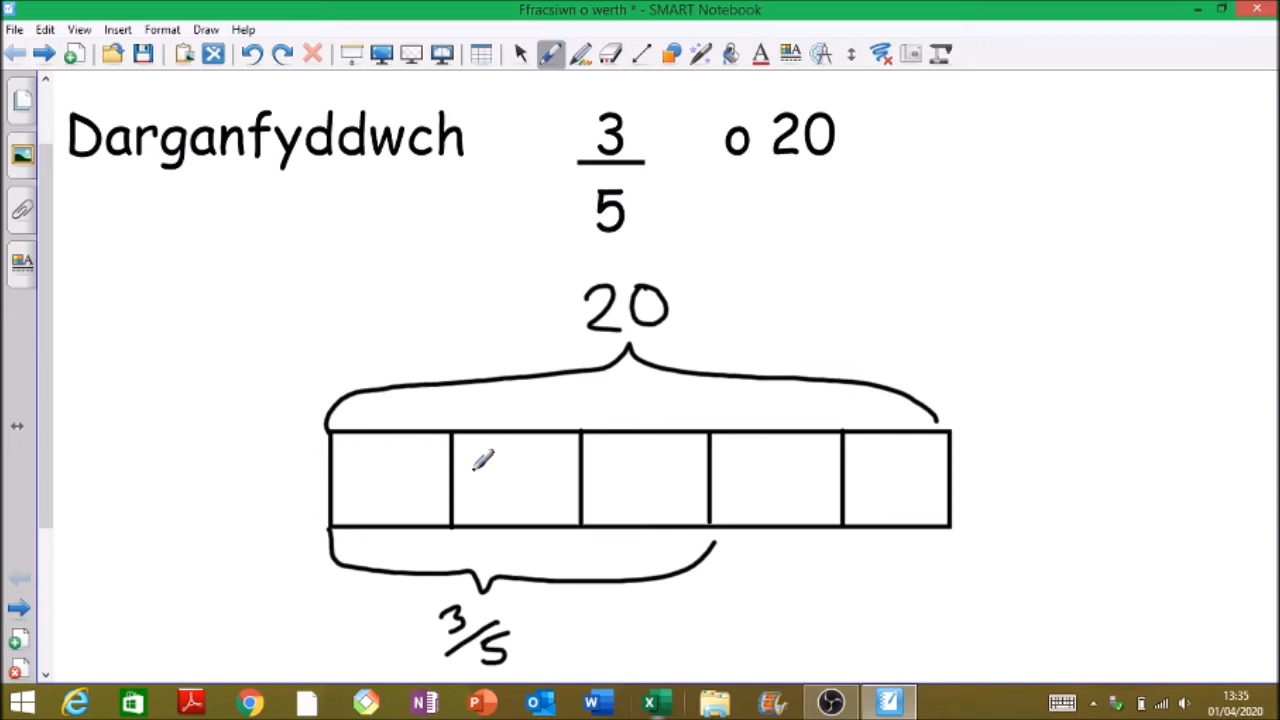 Ffracsiwn o werth * - SMART Notebook
File Edit View Insert Format Draw Help
Darganfyddwch 3/5 o 20
20
3/5
13:35
01/04/2020